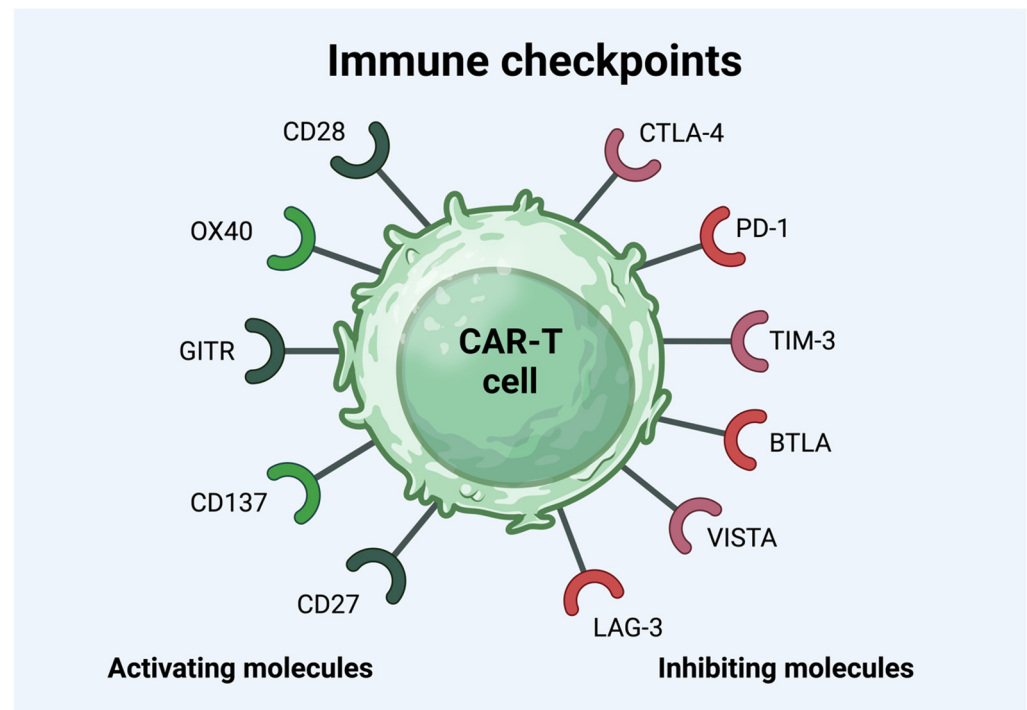 Immune checkpoints
CD28
CTLA-4
OX40
PD-1
CAR-T
cell
GITR
TIM-3
BTLA
CD137
VISTA
CD27
LAG-3
Activating molecules
Inhibiting molecules